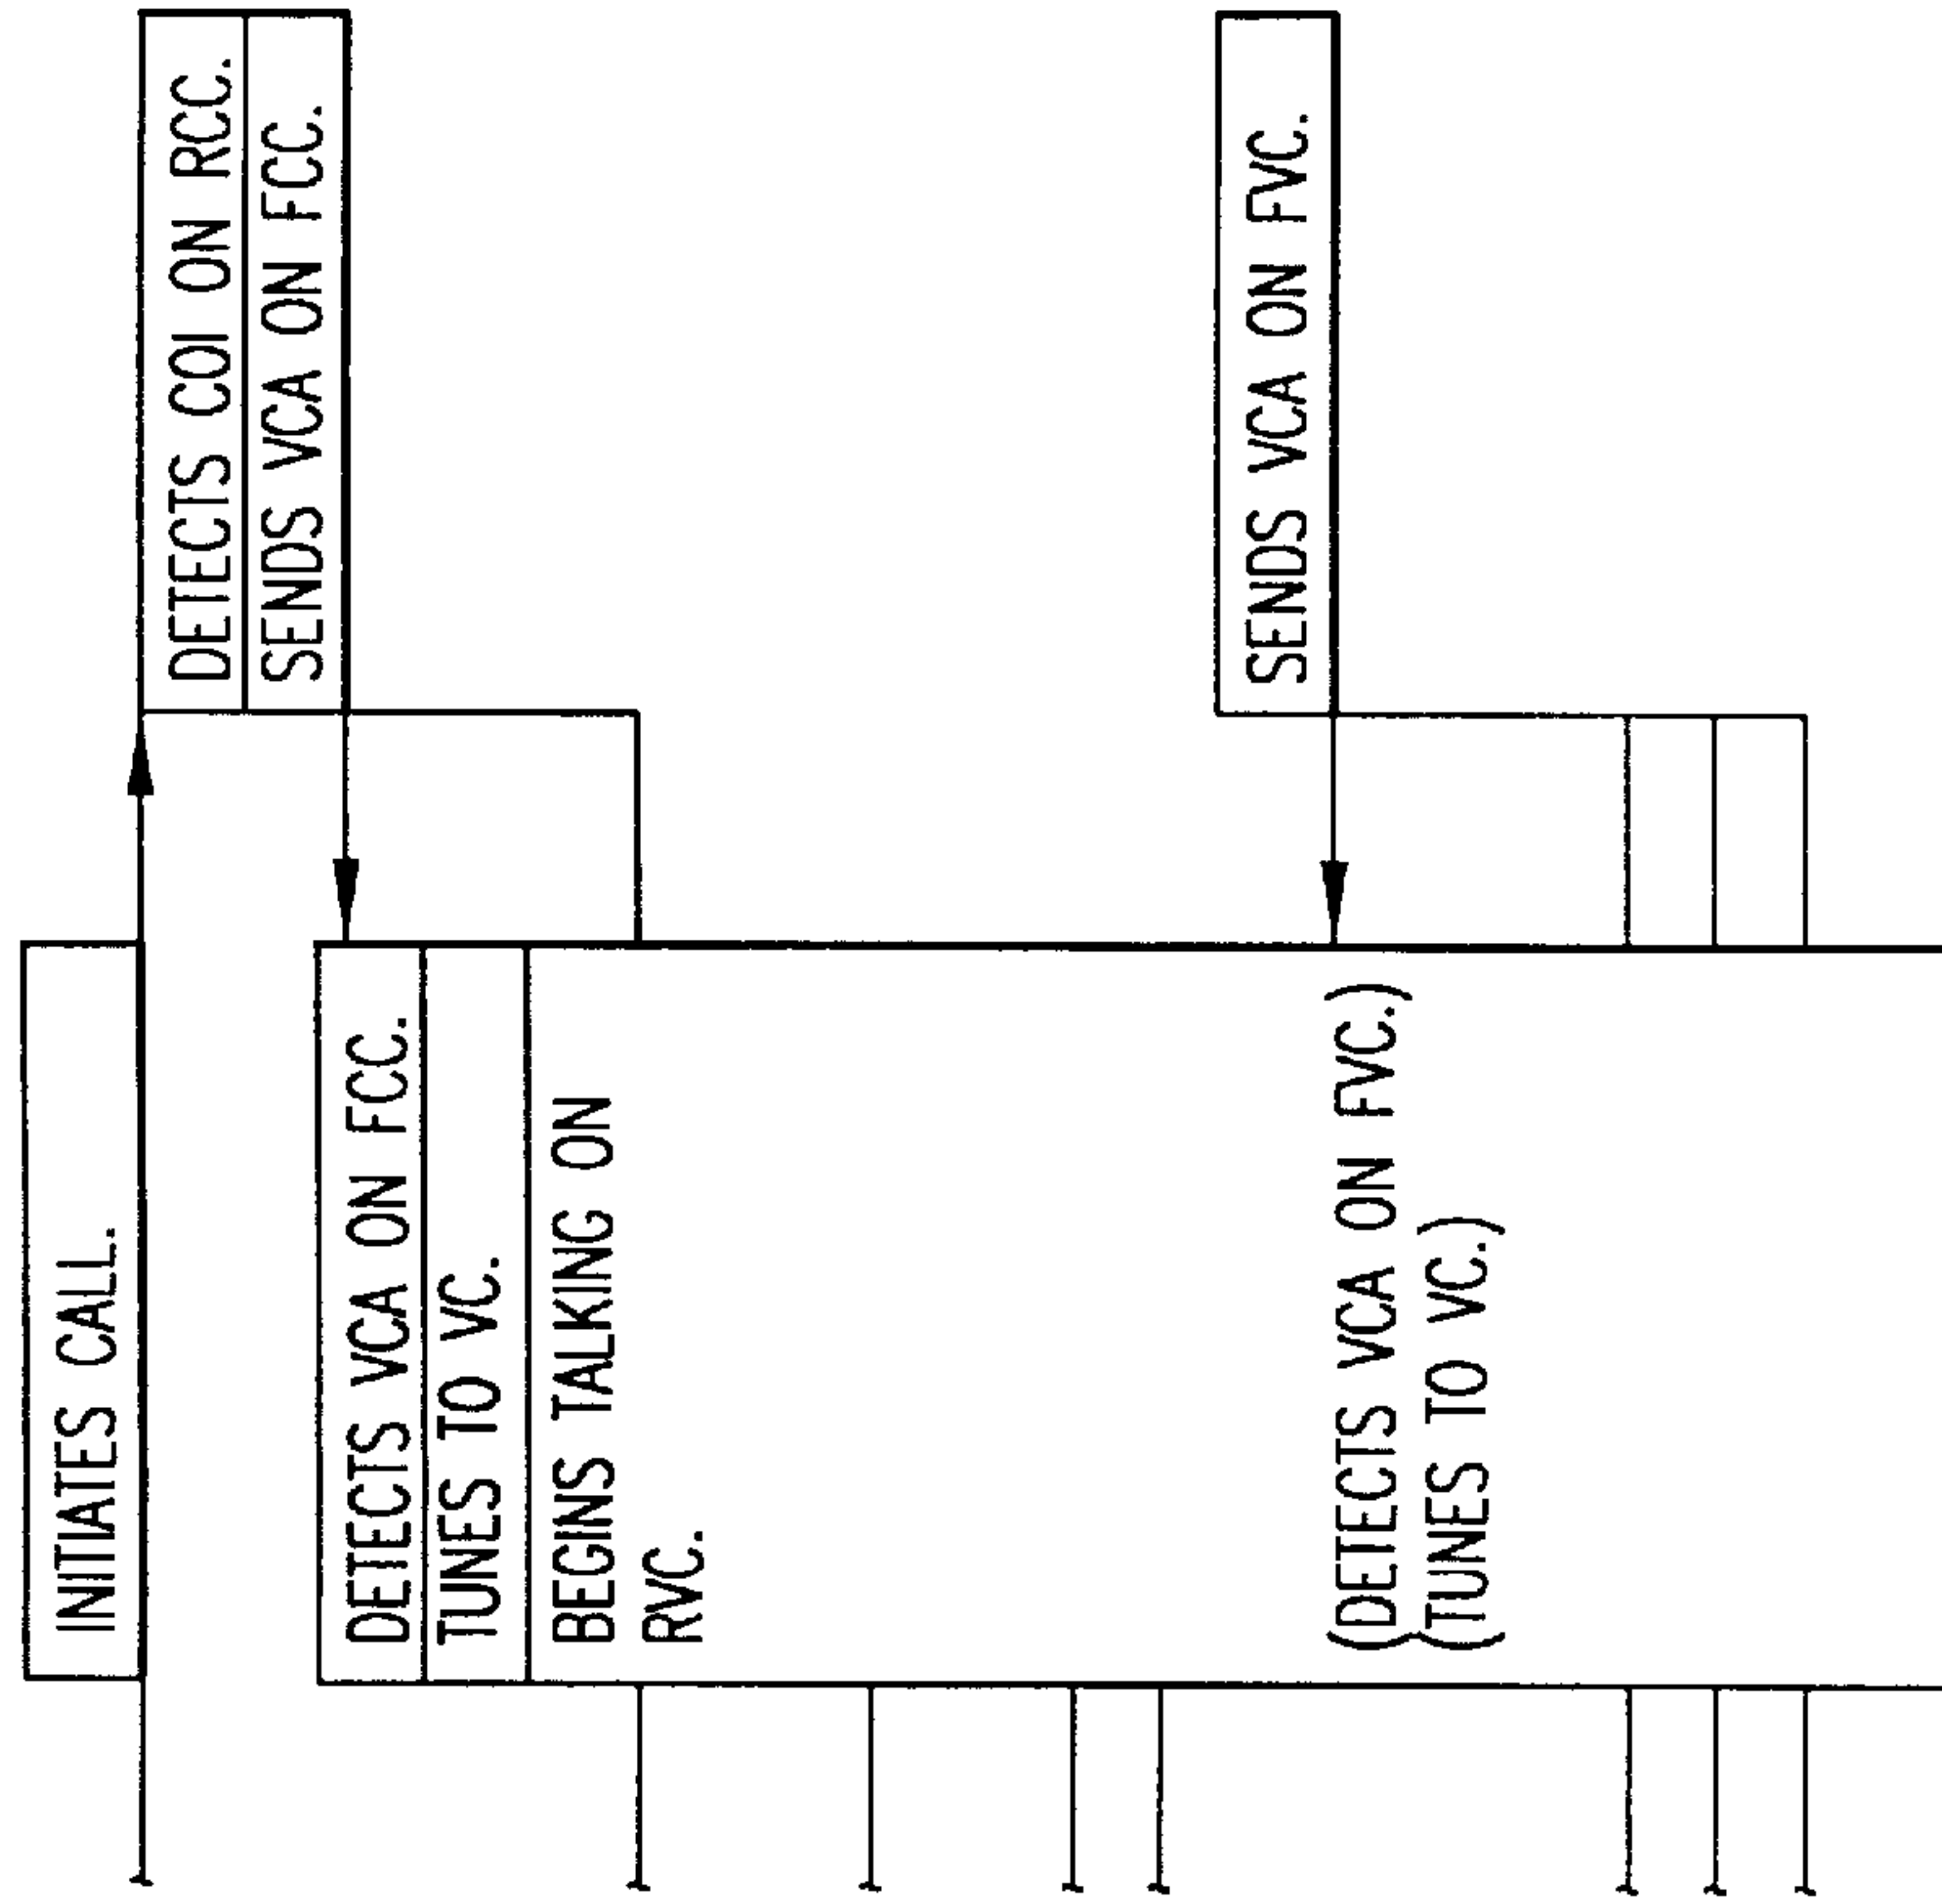 INITIATES CALL.
DETECTS COI ON RCC.
SENDS VCA ON FCC.
DETECTS VCA ON FCC.
TUNES TO VC.
BEGINS TALKING ON
RVC.
SENDS VCA ON FVC.
(DETECTS VCA ON FVC.)
(TUNES TO VC.)